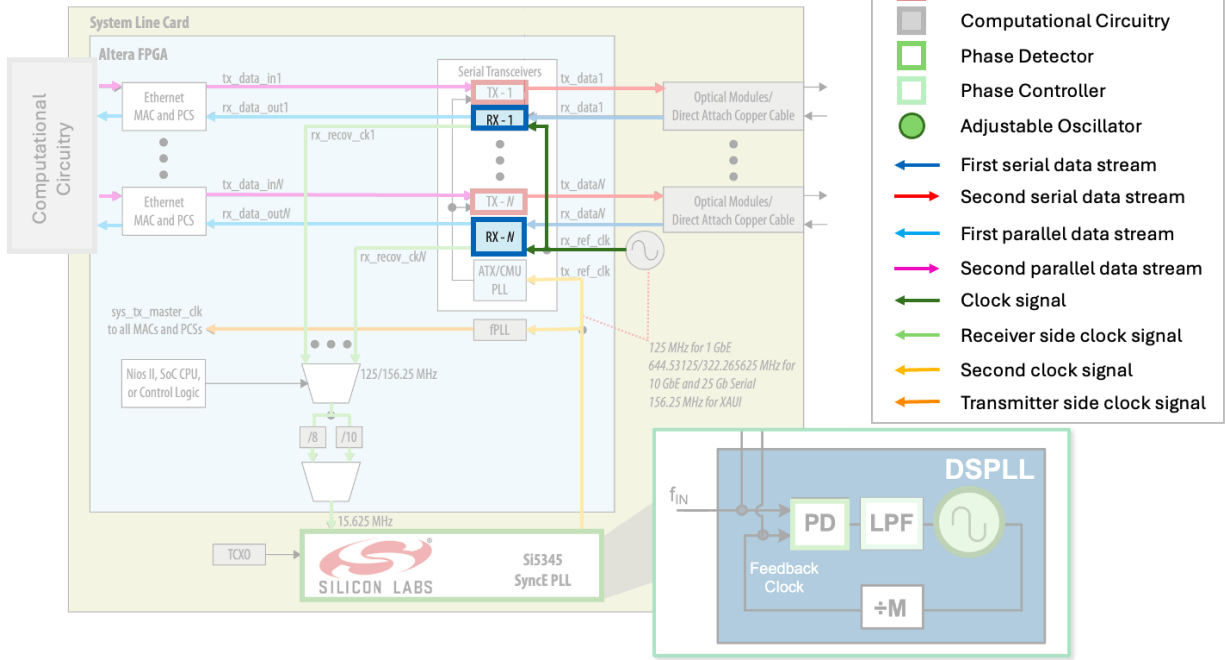 System Line Card
Altera FPGA
Computational
Circuitry
Ethernet
MAC and PCS
tx_data_in1
rx_data_out1
rx_recov_ck1
Serial Transceivers
TX - 1
RX - 1
tx_data1
rx_data1
Optical Modules/
Direct Attach Copper Cable
Ethernet
MAC and PCS
tx_data_inN
rx_data_outN
rx_recov_ckN
TX - N
RX - N
tx_dataN
rx_dataN
Optical Modules/
Direct Attach Copper Cable
rx_ref_clk
ATX/CMU
PLL
tx_ref_clk
sys_tx_master_clk
to all MACs and PCSs
fPLL
125 MHz for 1 GbE
644.53125/322.265625 MHz for
10 GbE and 25 Gb Serial
156.25 MHz for XAUI
Nios II, SoC CPU,
or Control Logic
125/156.25 MHz
/8
/10
15.625 MHz
TCXO
SILICON LABS
®
Si5345
SyncE PLL
Computational Circuitry
Phase Detector
Phase Controller
Adjustable Oscillator
First serial data stream
Second serial data stream
First parallel data stream
Second parallel data stream
Clock signal
Receiver side clock signal
Second clock signal
Transmitter side clock signal
DSPLL
fIN
PD
LPF
Feedback
Clock
÷M